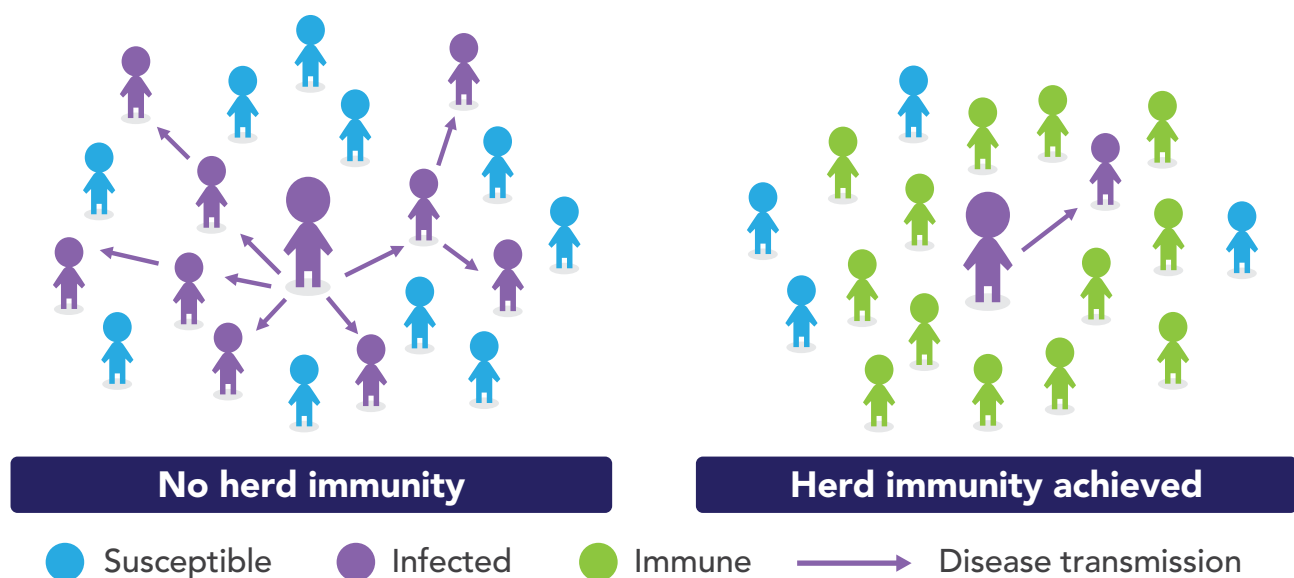 No herd immunity
Herd immunity achieved
Susceptible
Infected
Immune
Disease transmission